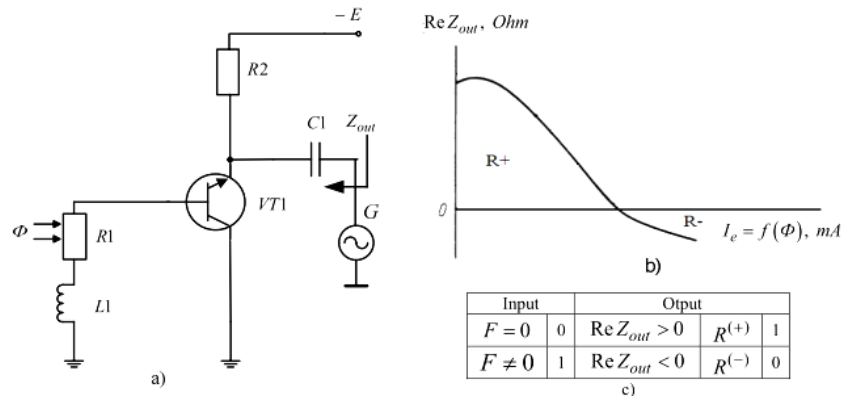 − E
R2
C1
Z_out
VT1
G
Φ
R1
L1
a)
Re Z_out , Ohm
R+
0
R-
I_e = f(Φ), mA
b)
Input Otput
F = 0 0 Re Z_out > 0 R^(+) 1
F ≠ 0 1 Re Z_out < 0 R^(−) 0
c)